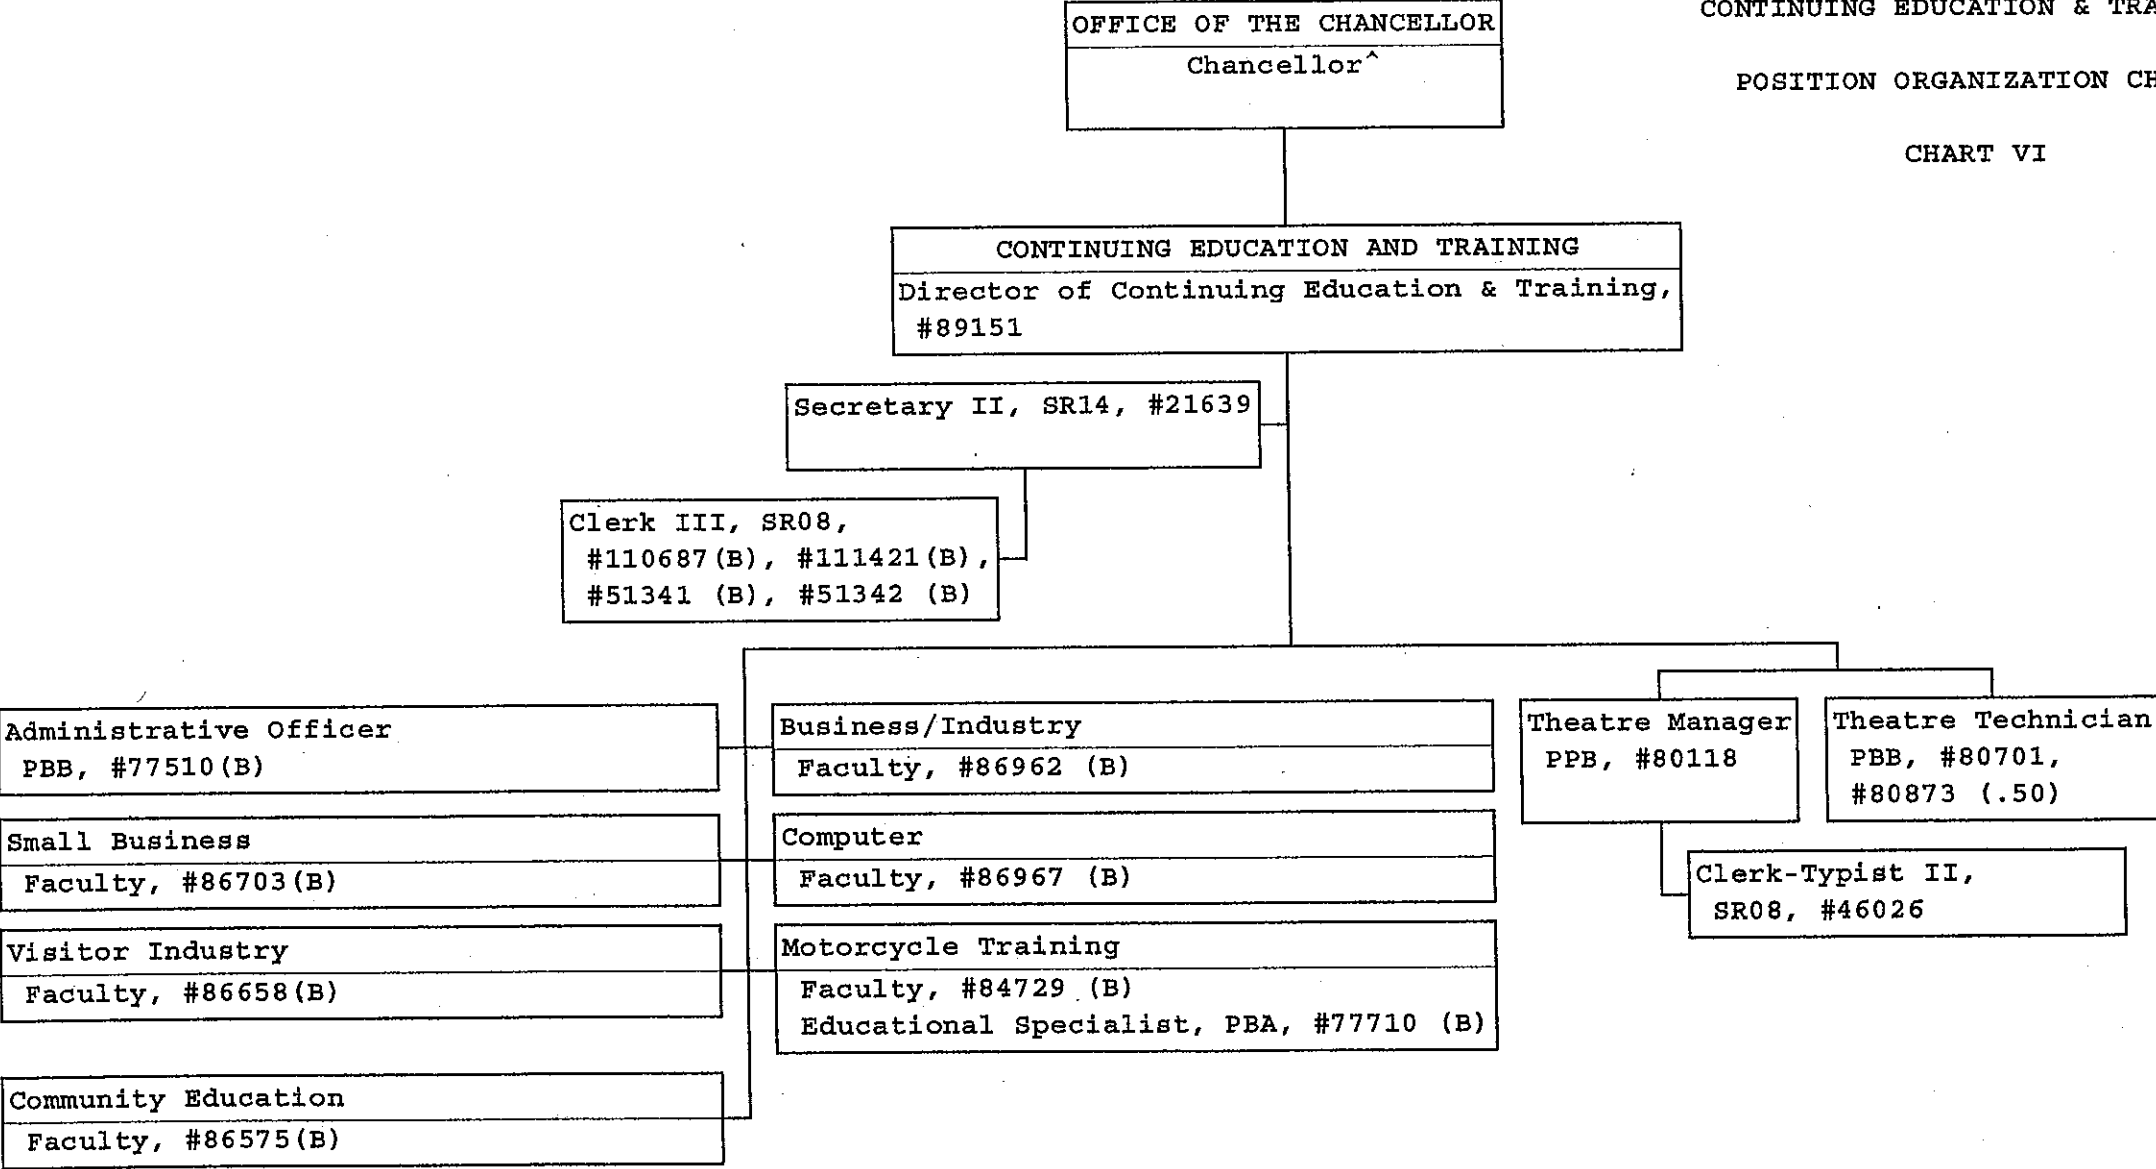 OFFICE OF THE CHANCELLOR
Chancellor^
CONTINUING EDUCATION &
POSITION ORGANIZATION
CHART VI
CONTINUING EDUCATION AND TRAINING
Director of Continuing Education & Training,
#89151
Secretary II, SR14, #21639
Clerk III, SR08,
#110687(B), #111421(B),
#51341 (B), #51342 (B)
Administrative Officer
PBB, #77510(B)
Business/Industry
Faculty, #86962 (B)
Theatre Manager
PPB, #80118
Theatre Technician
PBB, #80701,
#80873 (.50)
Small Business
Faculty, #86703(B)
Computer
Faculty, #86967 (B)
Clerk-Typist II,
SR08, #46026
Visitor Industry
Faculty, #86658(B)
Motorcycle Training
Faculty, #84729 (B)
Educational Specialist, PBA, #77710 (B)
Community Education
Faculty, #86575(B)